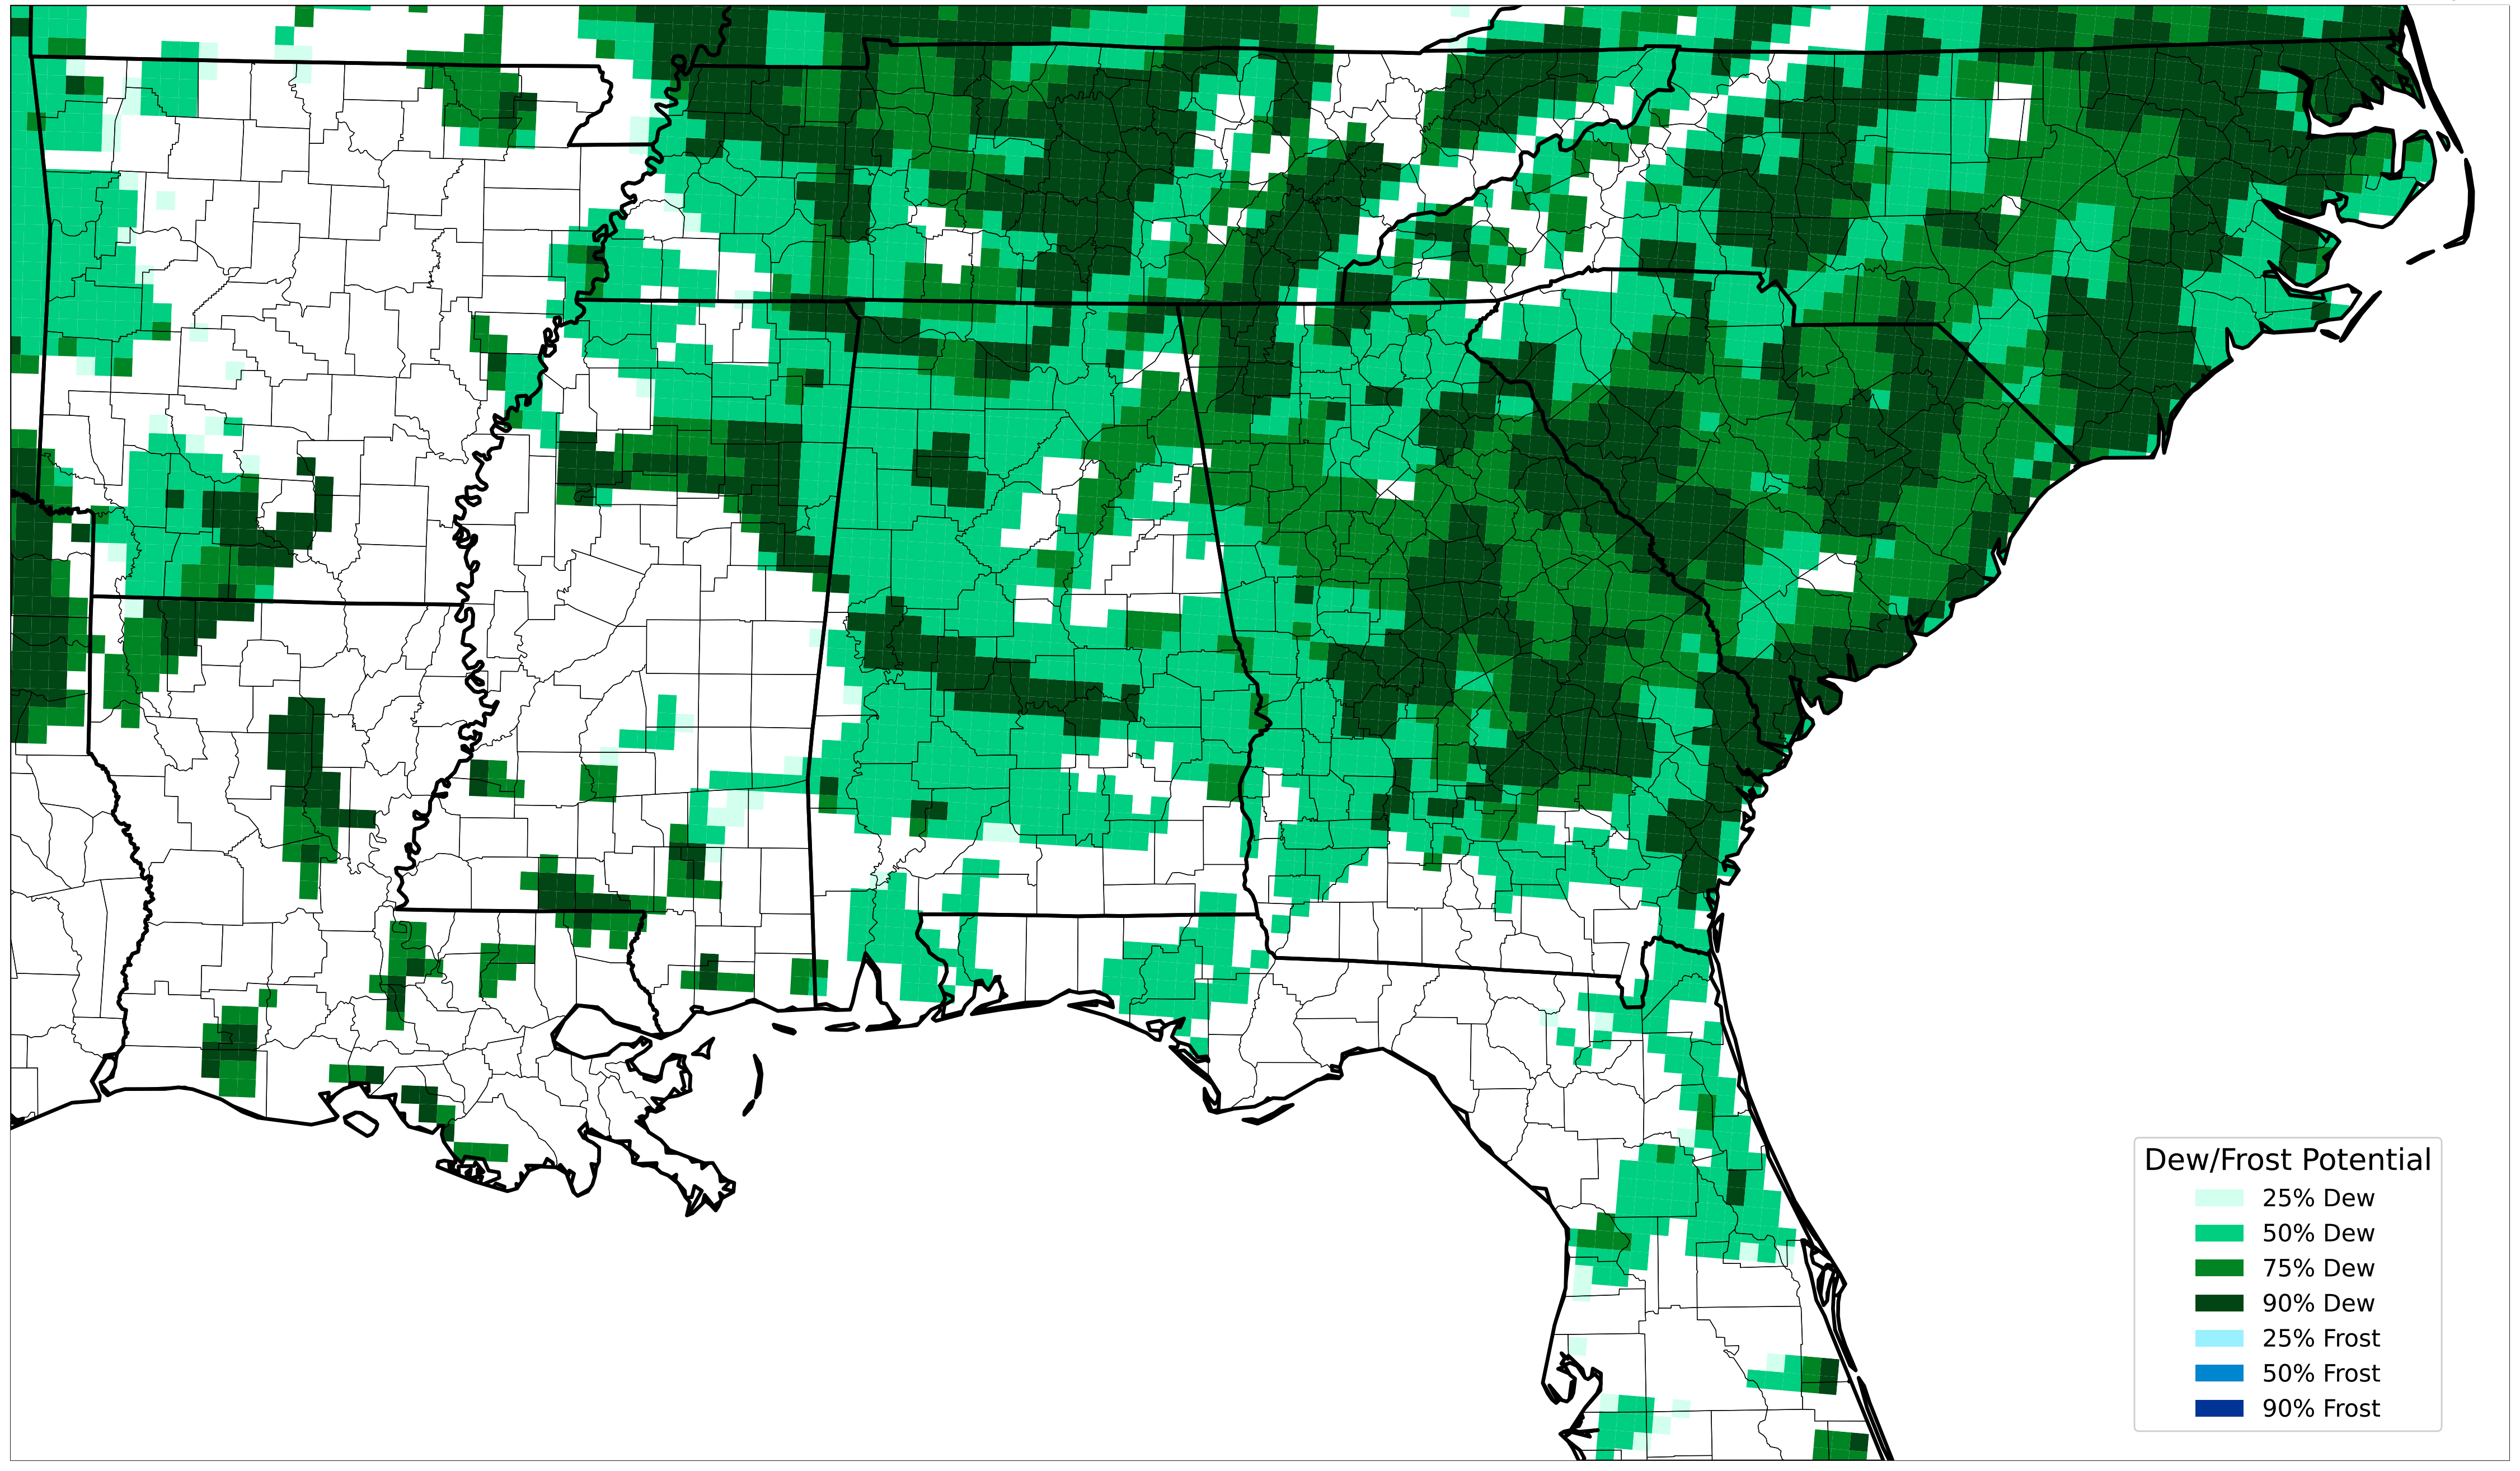 Dew/Frost Potential
25% Dew
50% Dew
75% Dew
90% Dew
25% Frost
50% Frost
90% Frost